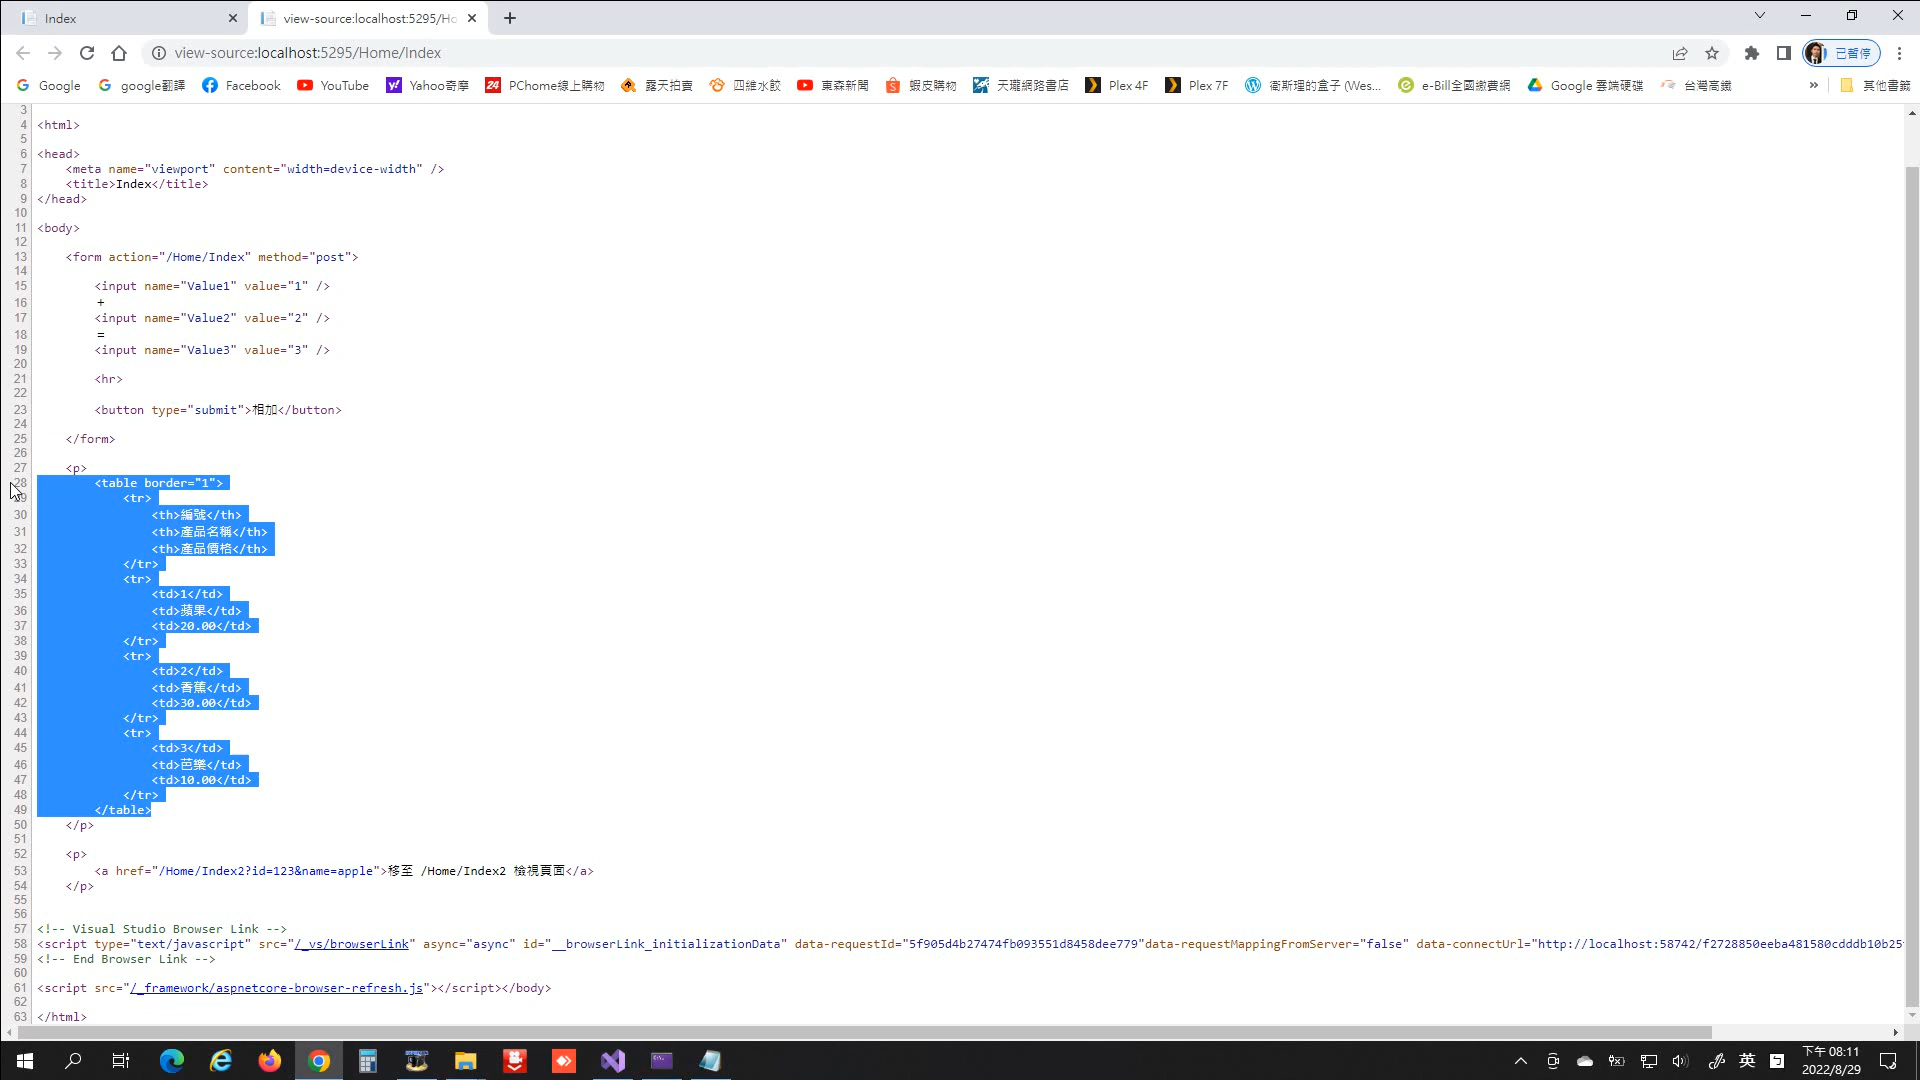 Index
view-source:localhost:5295/Ho
view-source:localhost:5295/Home/Index
已暫停
Google
google翻譯
Facebook
YouTube
Yahoo奇摩
PChome線上購物
露天拍賣
四維水餃
東森新聞
蝦皮購物
天瓏網路書店
Plex 4F
Plex 7F
衛斯理的盒子 (Wes...
e-Bill全國繳費網
Google 雲端硬碟
台灣高鐵
»
其他書籤
3
4 <html>
5
6 <head>
7 <meta name="viewport" content="width=device-width" />
8 <title>Index</title>
9 </head>
10
11 <body>
12
13 <form action="/Home/Index" method="post">
14
15 <input name="Value1" value="1" />
16 +
17 <input name="Value2" value="2" />
18 =
19 <input name="Value3" value="3" />
20
21 <hr>
22
23 <button type="submit">相加</button>
24
25 </form>
26
27 <p>
28 <table border="1">
29 <tr>
30 <th>編號</th>
31 <th>產品名稱</th>
32 <th>產品價格</th>
33 </tr>
34 <tr>
35 <td>1</td>
36 <td>蘋果</td>
37 <td>20.00</td>
38 </tr>
39 <tr>
40 <td>2</td>
41 <td>香蕉</td>
42 <td>30.00</td>
43 </tr>
44 <tr>
45 <td>3</td>
46 <td>芭樂</td>
47 <td>10.00</td>
48 </tr>
49 </table>
50 </p>
51
52 <p>
53 <a href="/Home/Index2?id=123&name=apple">移至 /Home/Index2 檢視頁面</a>
54 </p>
55
56
57 <!-- Visual Studio Browser Link -->
58 <script type="text/javascript" src="/_vs/browserLink" async="async" id="__browserLink_initializationData" data-requestId="5f905d4b27474fb093551d8458dee779"data-requestMappingFromServer="false" data-connectUrl="http://localhost:58742/f2728850eeba481580cdddb10b25
59 <!-- End Browser Link -->
60
61 <script src="/_framework/aspnetcore-browser-refresh.js"></script></body>
62
63 </html>
英
下午 08:11
2022/8/29